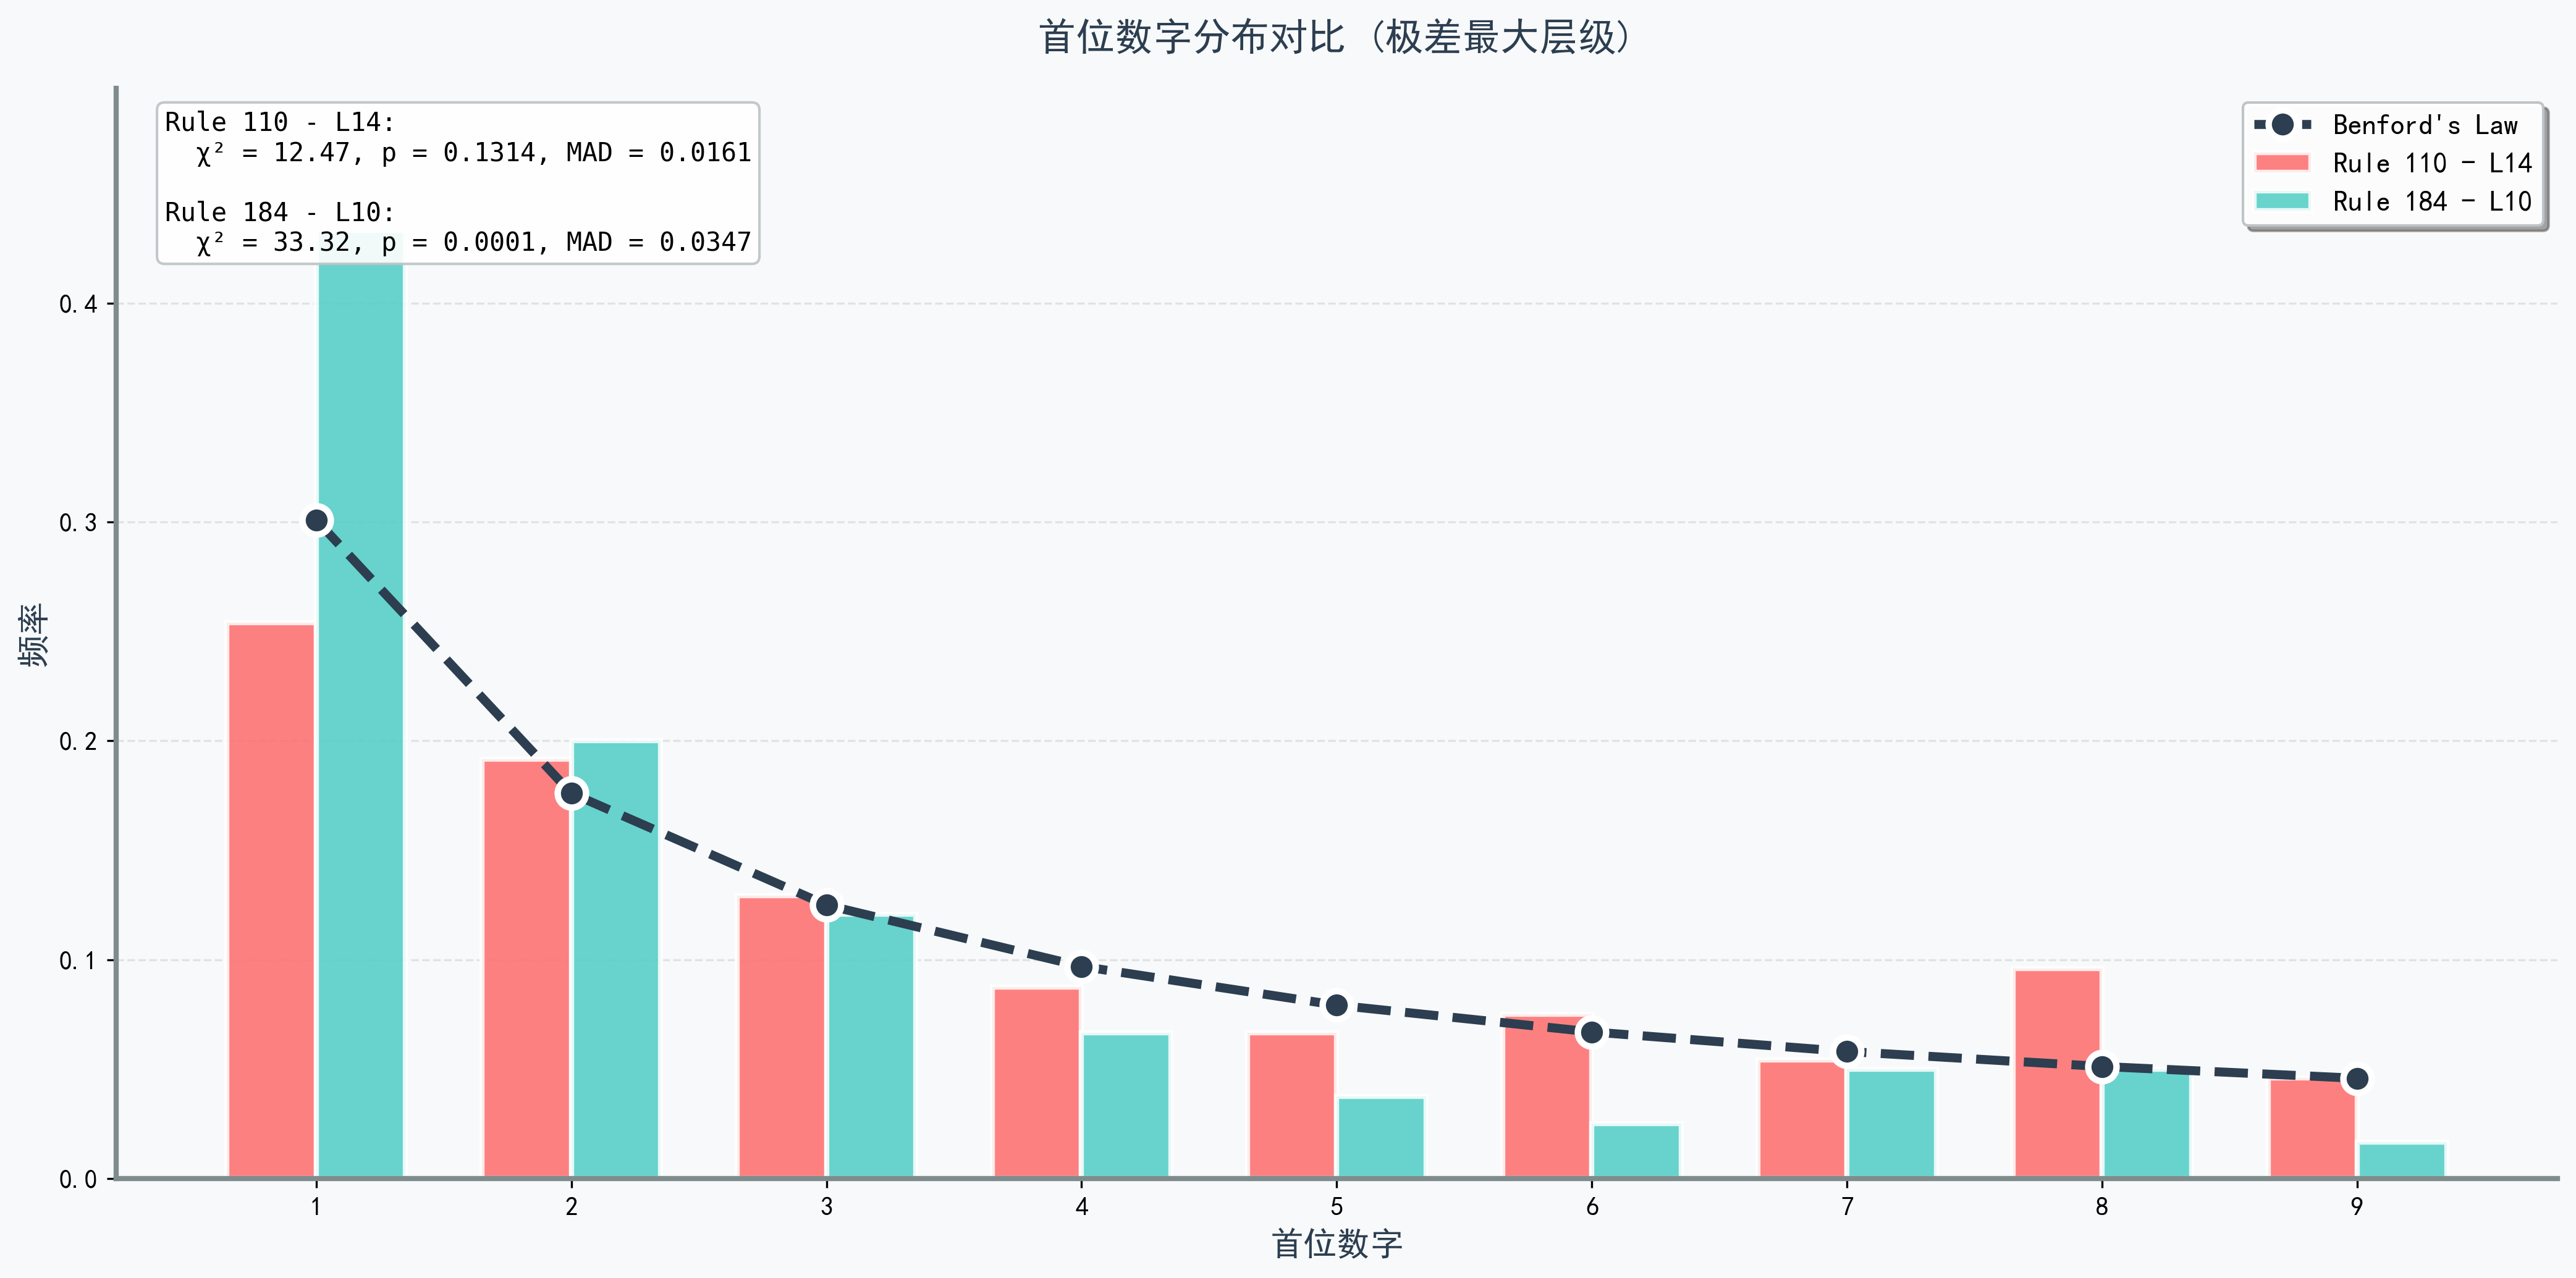 首位数字分布对比 (极差最大层级)
Rule 110 - L14:
χ² = 12.47, p = 0.1314, MAD = 0.0161
Rule 184 - L10:
χ² = 33.32, p = 0.0001, MAD = 0.0347
Benford's Law
Rule 110 - L14
Rule 184 - L10
频率
0.4
0.3
0.2
0.1
0.0
1 2 3 4 5 6 7 8 9
首位数字